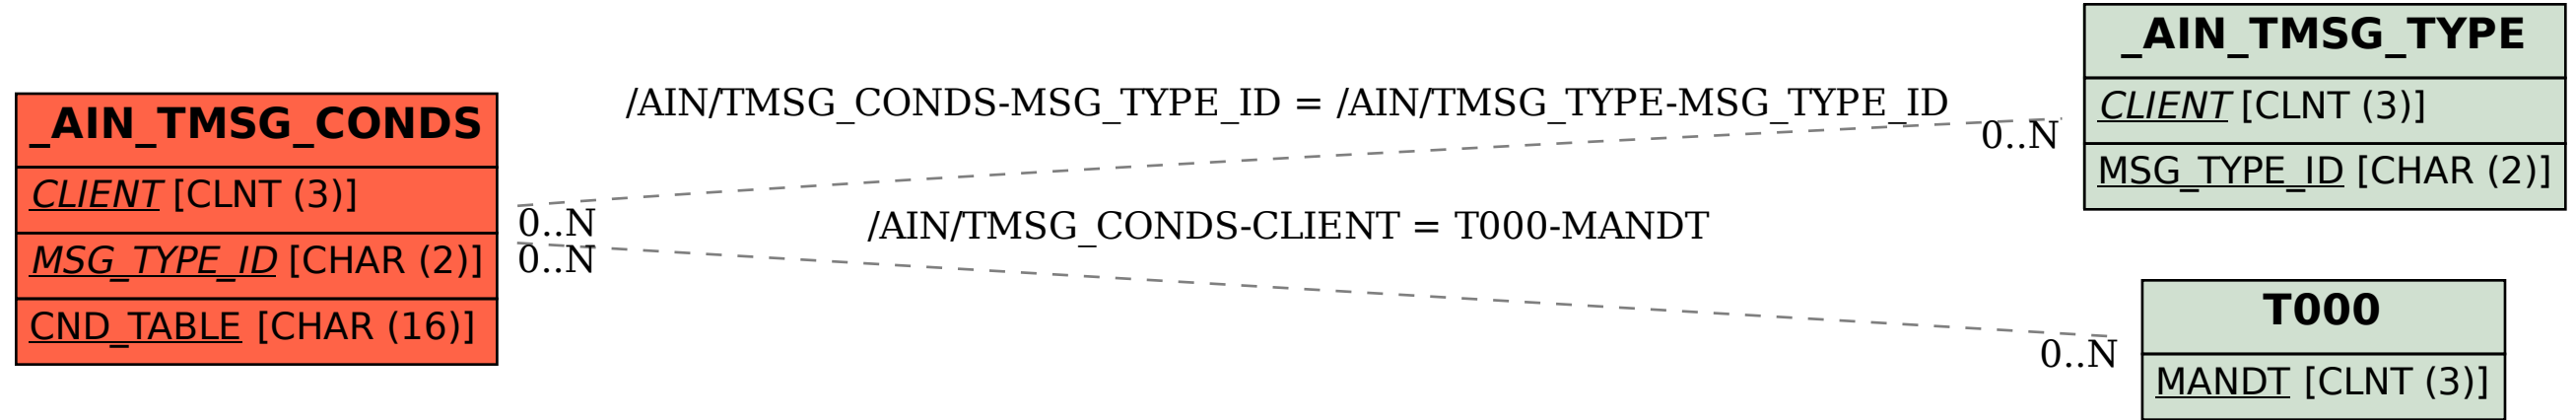 _AIN_TMSG_CONDS
CLIENT [CLNT (3)]
MSG_TYPE_ID [CHAR (2)]
CND_TABLE [CHAR (16)]
/AIN/TMSG_CONDS-MSG_TYPE_ID = /AIN/TMSG_TYPE-MSG_TYPE_ID
0..N
0..N
/AIN/TMSG_CONDS-CLIENT = T000-MANDT
0..N
0..N
_AIN_TMSG_TYPE
CLIENT [CLNT (3)]
MSG_TYPE_ID [CHAR (2)]
T000
MANDT [CLNT (3)]